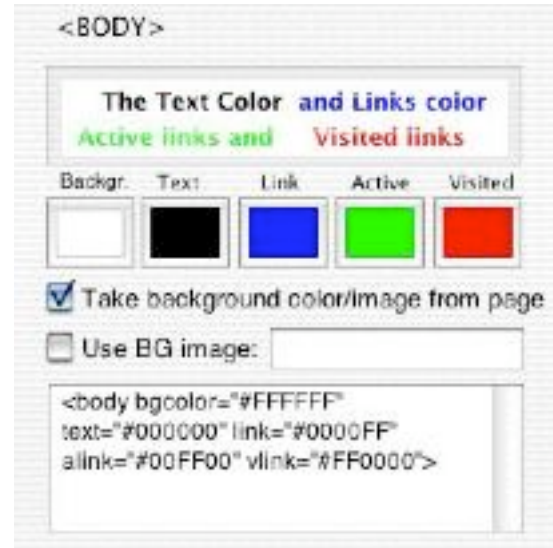 <BODY>
The Text Color and Links color
Active links and Visited links
Backgr. Text Link Active Visited
Take background color/image from page
Use BG image:
<body bgcolor="#FFFFFF"
text="#000000" link="#0000FF"
alink="#00FF00" vlink="#FF0000">